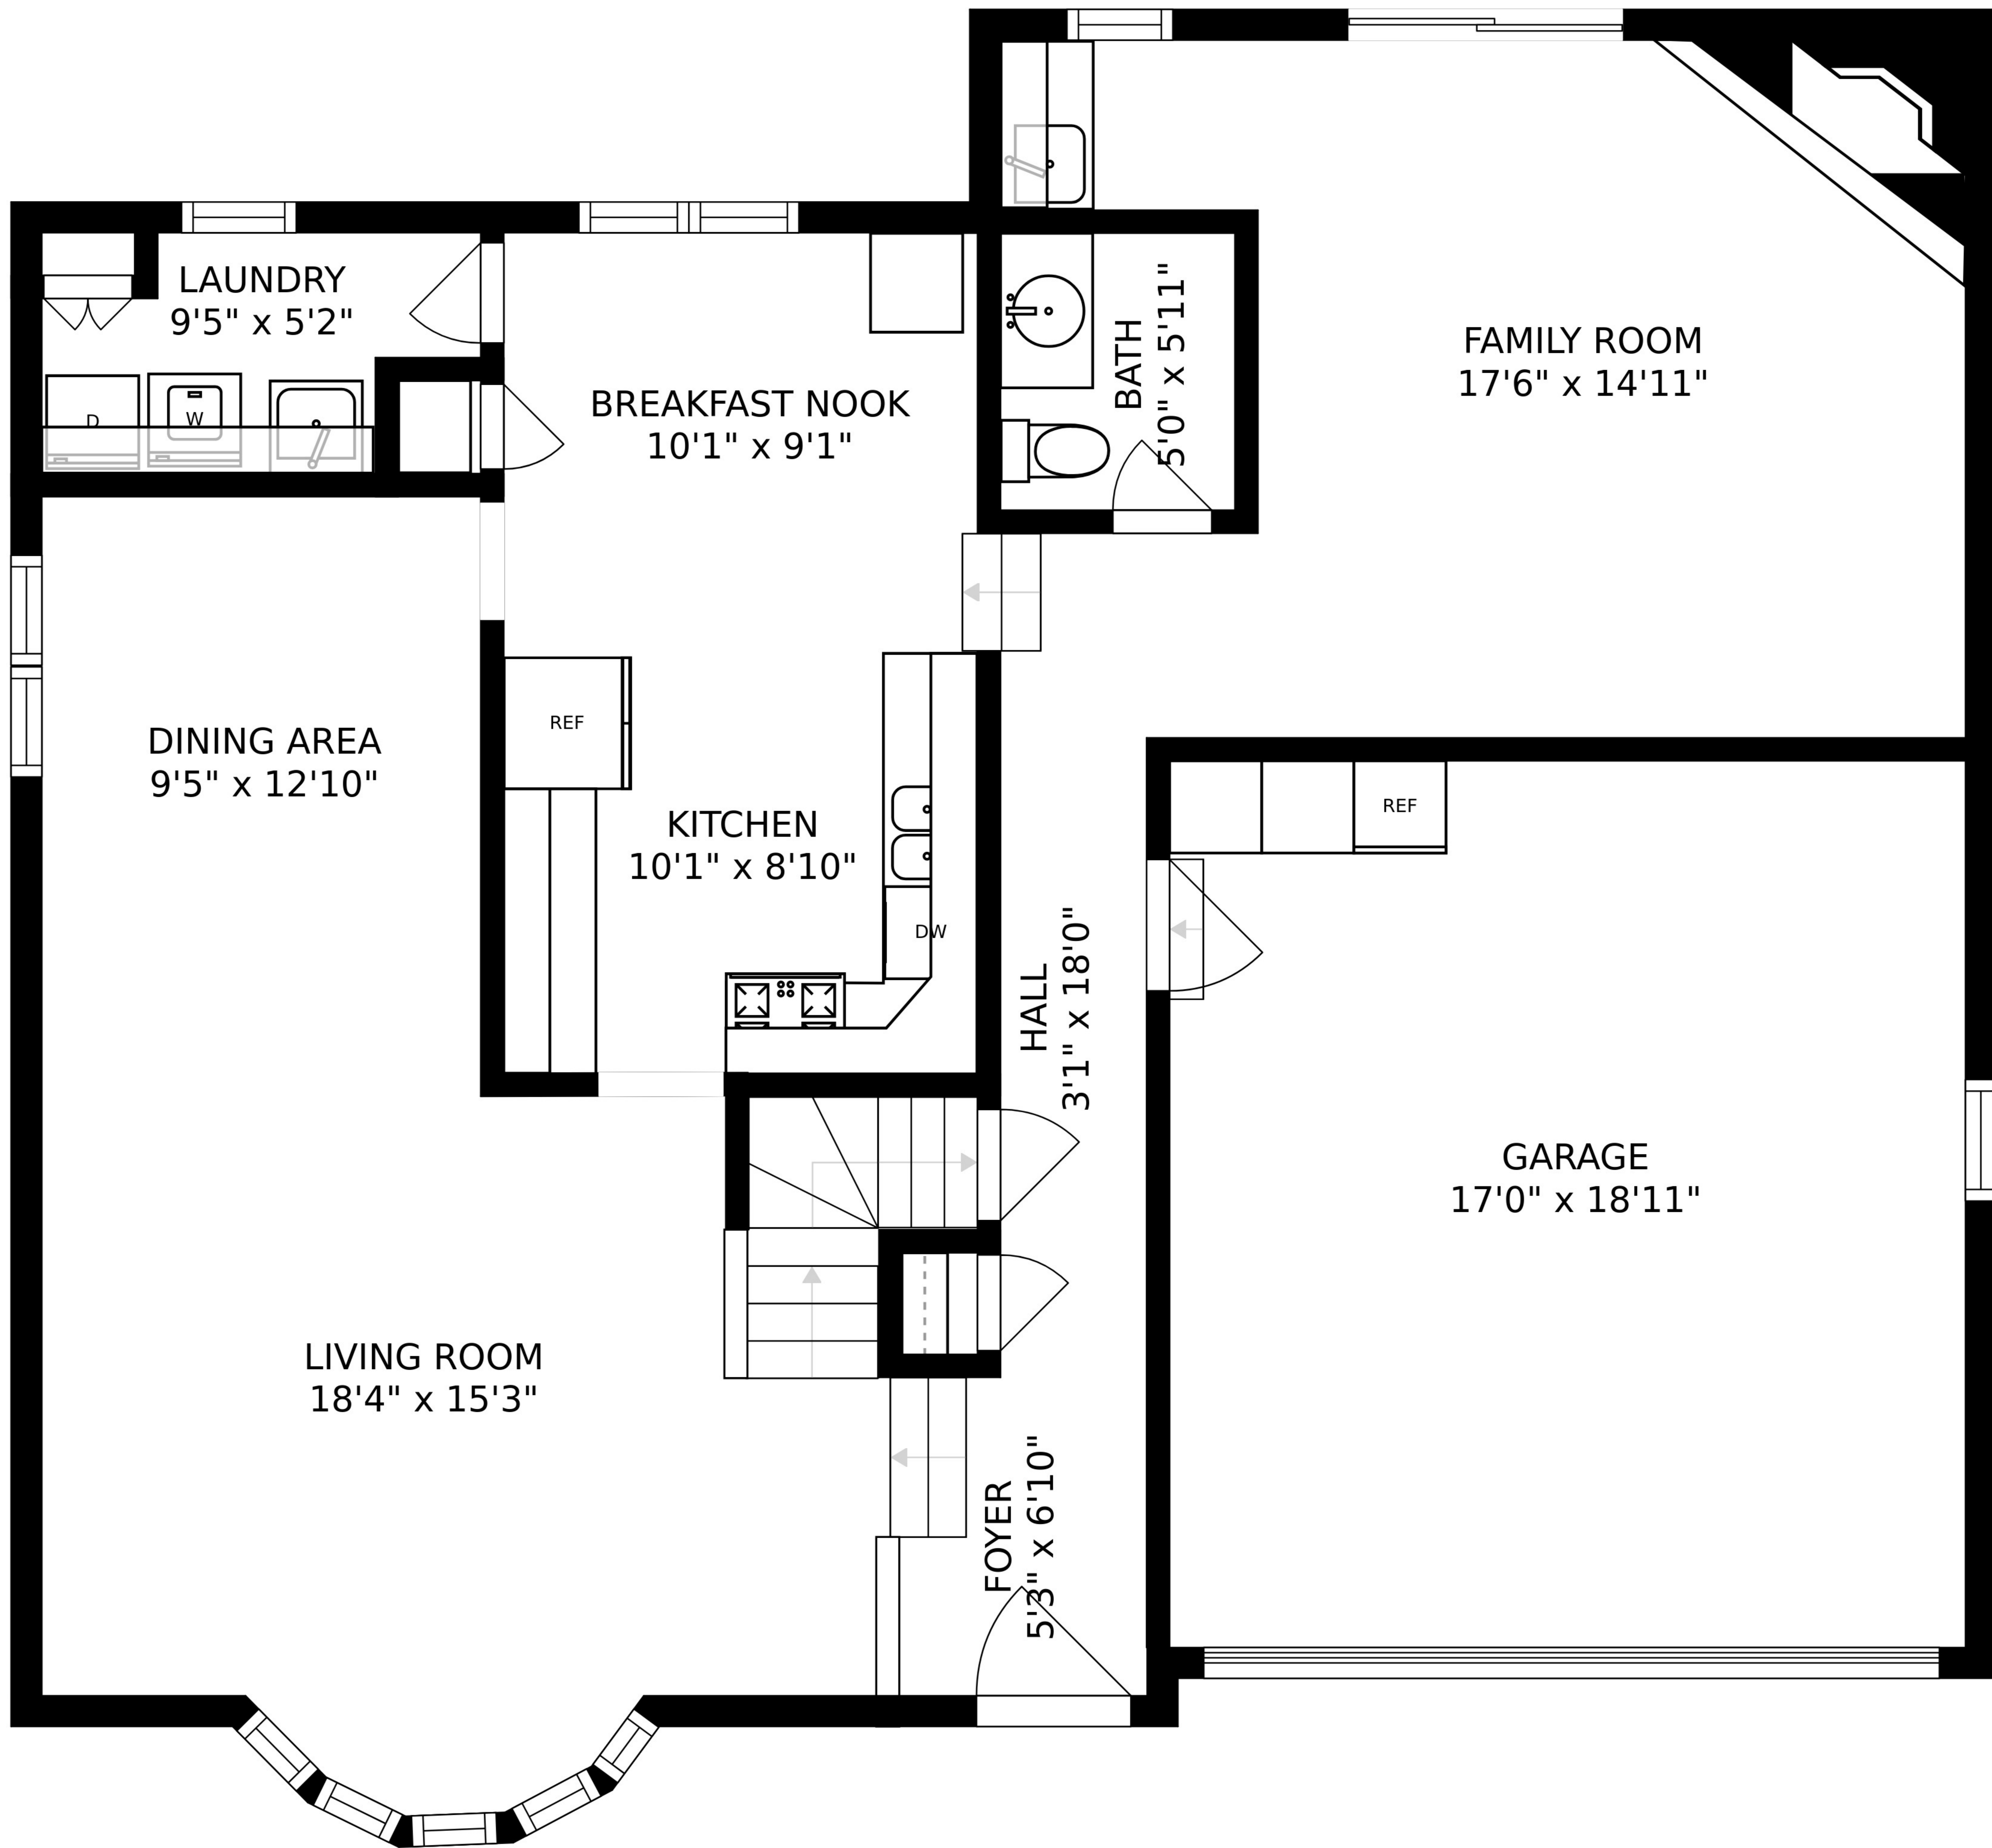 LAUNDRY
9'5" x 5'2"
D
W
BREAKFAST NOOK
10'1" x 9'1"
BATH
5'0" x 5'11"
FAMILY ROOM
17'6" x 14'11"
DINING AREA
9'5" x 12'10"
REF
KITCHEN
10'1" x 8'10"
DW
HALL
3'1" x 18'0"
REF
GARAGE
17'0" x 18'11"
LIVING ROOM
18'4" x 15'3"
FOYER
5'3" x 6'10"